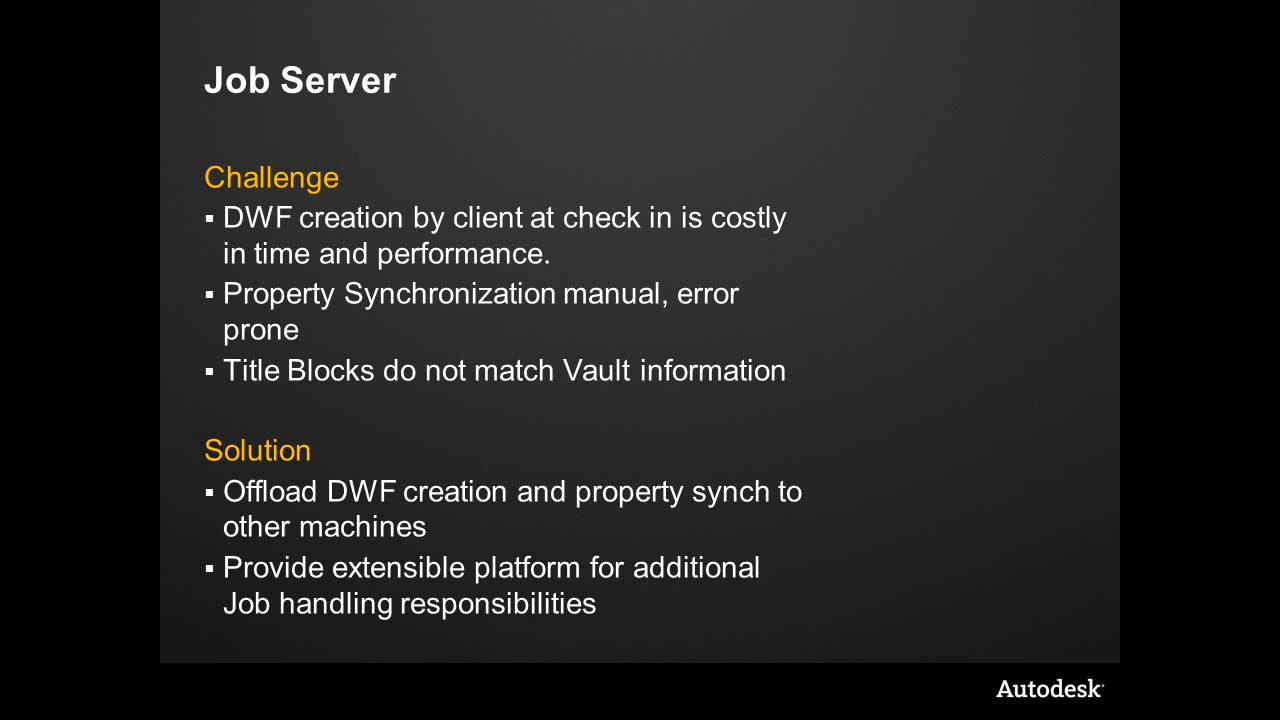 Job Server
Challenge
▪ DWF creation by client at check in is costly
in time and performance.
▪ Property Synchronization manual, error
prone
▪ Title Blocks do not match Vault information
Solution
▪ Offload DWF creation and property synch to
other machines
▪ Provide extensible platform for additional
Job handling responsibilities
Autodesk